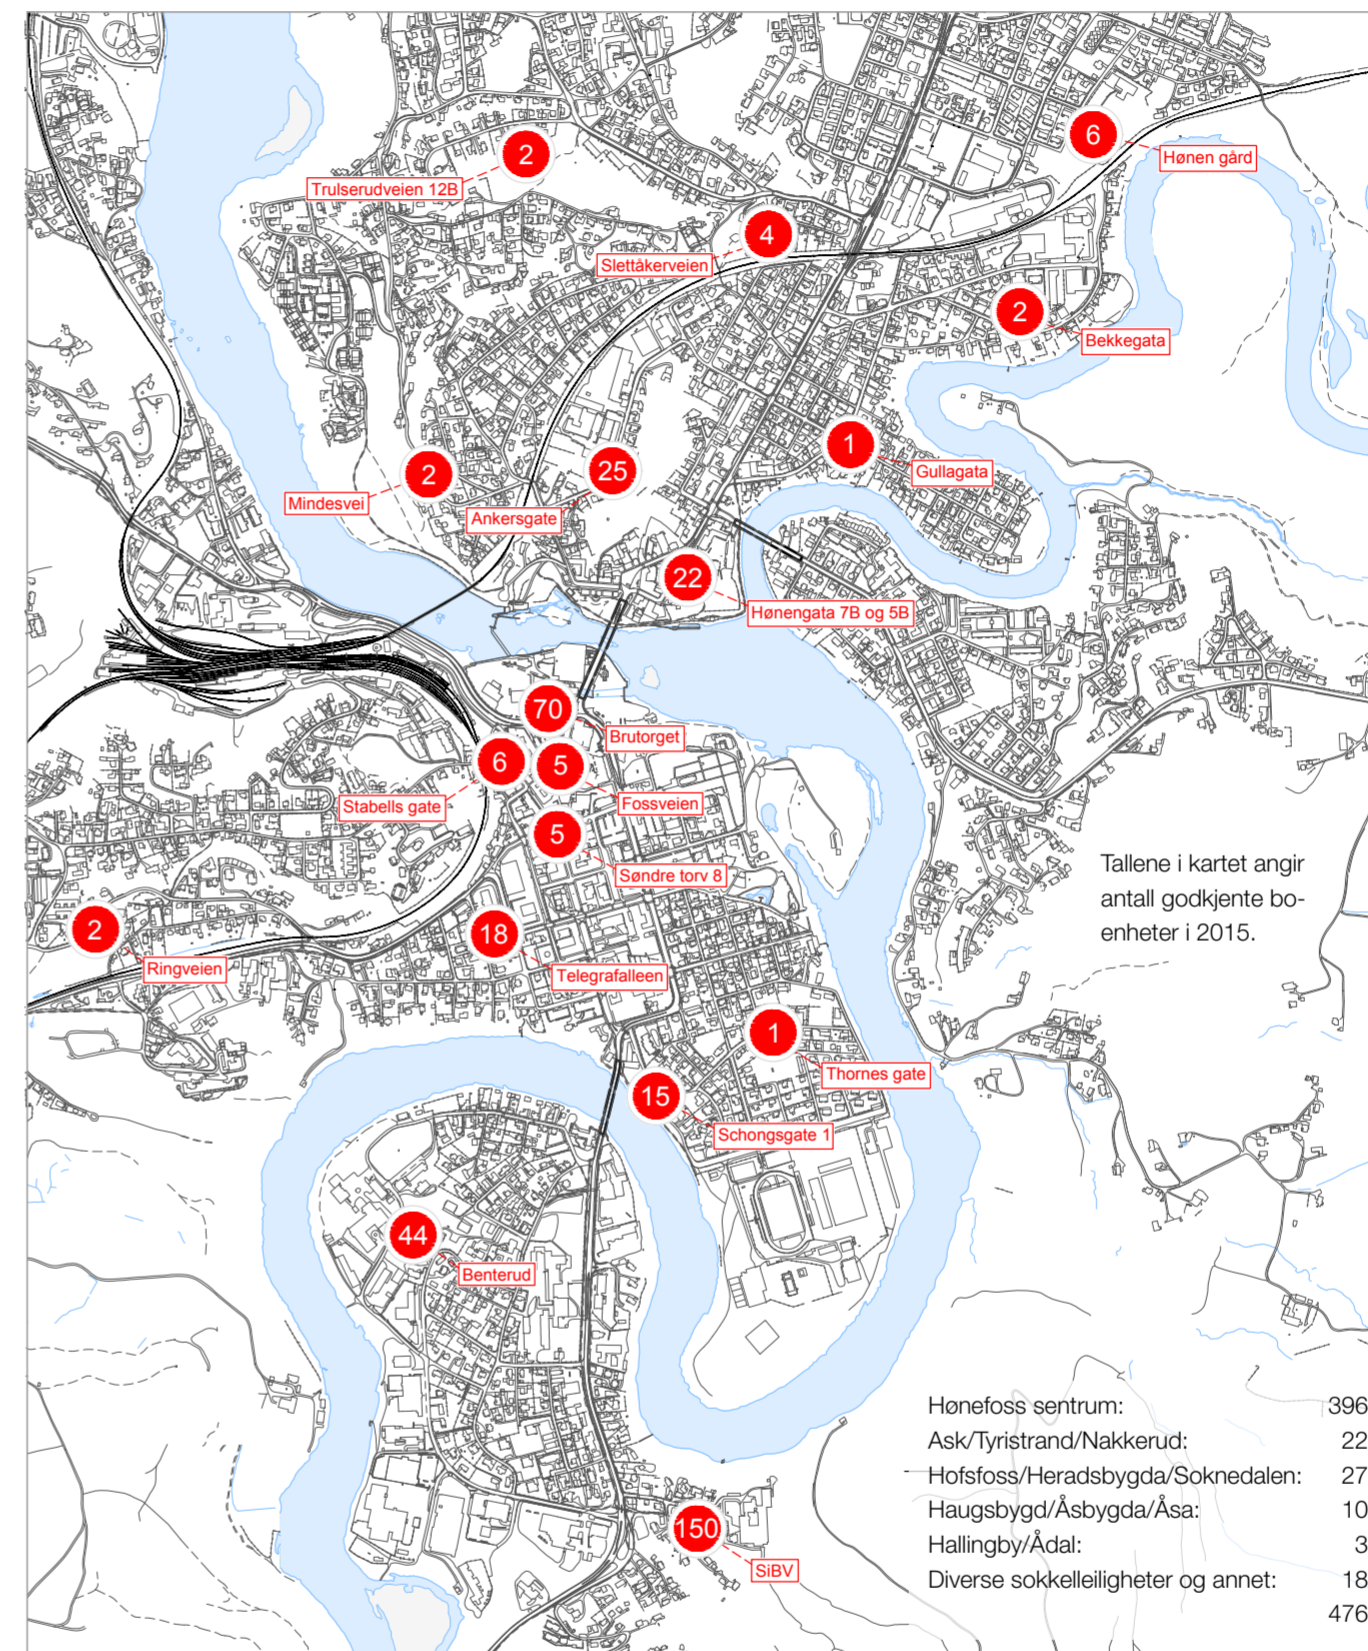 6
Hønen gård
2
Trulserudveien 12B
4
Slettåkerveien
2
Bekkegata
1
Gullagata
2
Mindesvei
25
Ankersgate
22
Hønengata 7B og 5B
70
Brutorget
6
Stabells gate
5
Fossveien
5
Søndre torv 8
Tallene i kartet angir
antall godkjente bo-
enheter i 2015.
2
Ringveien
18
Telegrafalleen
1
Thornes gate
15
Schongsgate 1
44
Benterud
150
SiBV
Hønefoss sentrum: 396
Ask/Tyristrand/Nakkerud: 22
Hofsfoss/Heradsbygda/Soknedalen: 27
Haugsbygd/Åsbygda/Åsa: 10
Hallingby/Ådal: 3
Diverse sokkelleiligheter og annet: 18
476